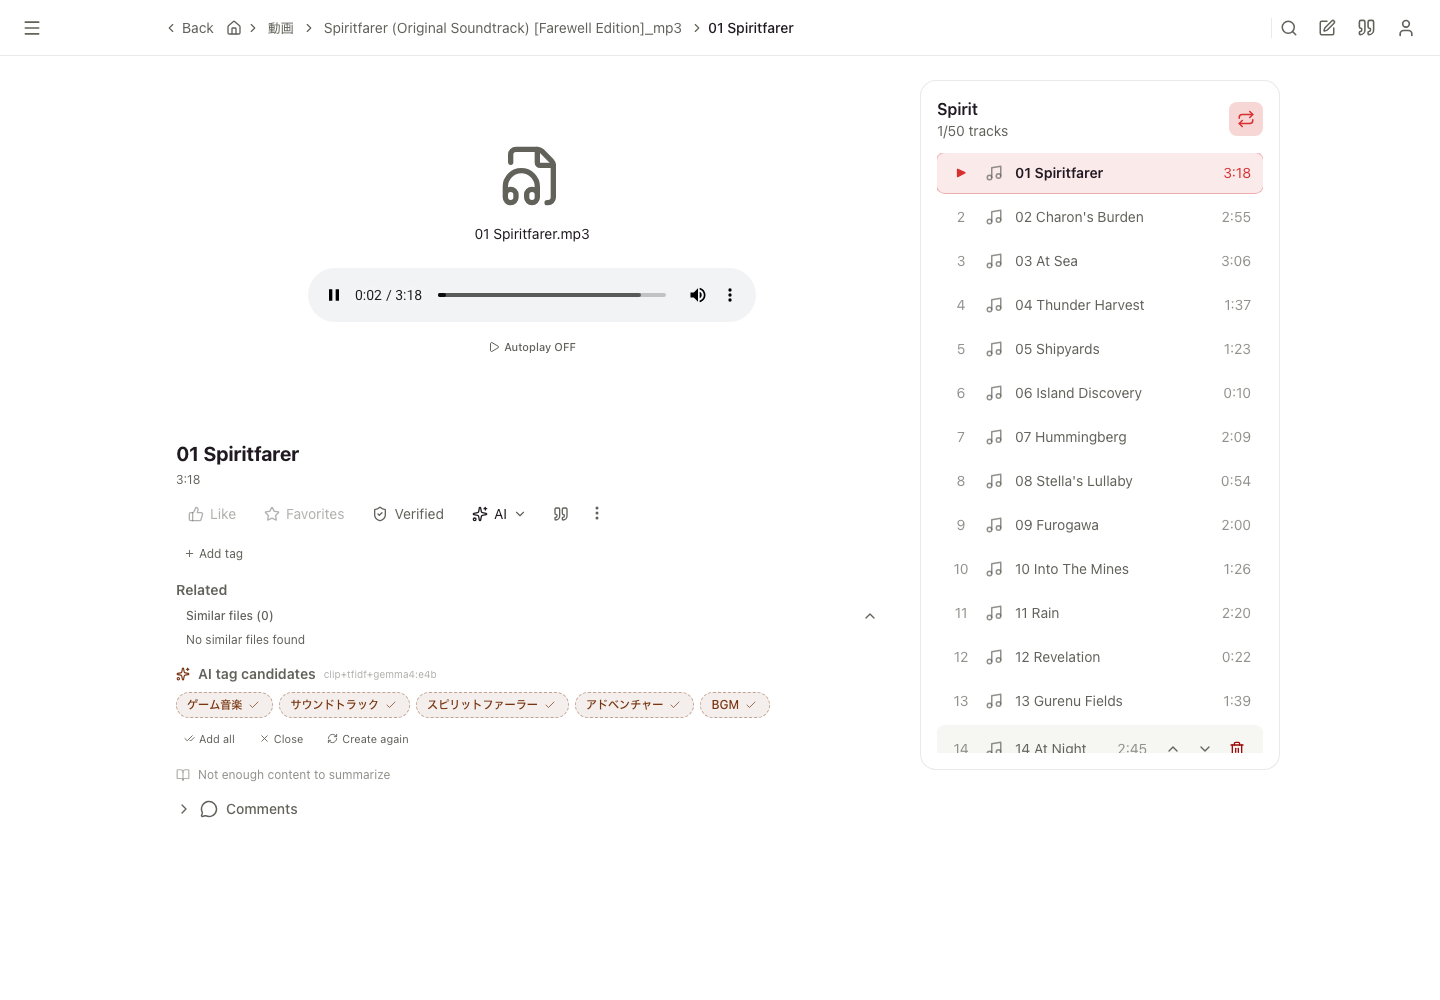 Back 動画 Spiritfarer (Original Soundtrack) [Farewell Edition]_mp3 01 Spiritfarer
01 Spiritfarer.mp3
0:02 / 3:18
Autoplay OFF
01 Spiritfarer
3:18
Like Favorites Verified AI
Add tag
Related
Similar files (0)
No similar files found
AI tag candidates clip+tfidf+gemma4:e4b
ゲーム音楽 サウンドトラック スピリットファーラー アドベンチャー BGM
Add all Close Create again
Not enough content to summarize
Comments
Spirit
1/50 tracks
01 Spiritfarer 3:18
2 02 Charon's Burden 2:55
3 03 At Sea 3:06
4 04 Thunder Harvest 1:37
5 05 Shipyards 1:23
6 06 Island Discovery 0:10
7 07 Hummingberg 2:09
8 08 Stella's Lullaby 0:54
9 09 Furogawa 2:00
10 10 Into The Mines 1:26
11 11 Rain 2:20
12 12 Revelation 0:22
13 13 Gurenu Fields 1:39
14 14 At Night 2:45